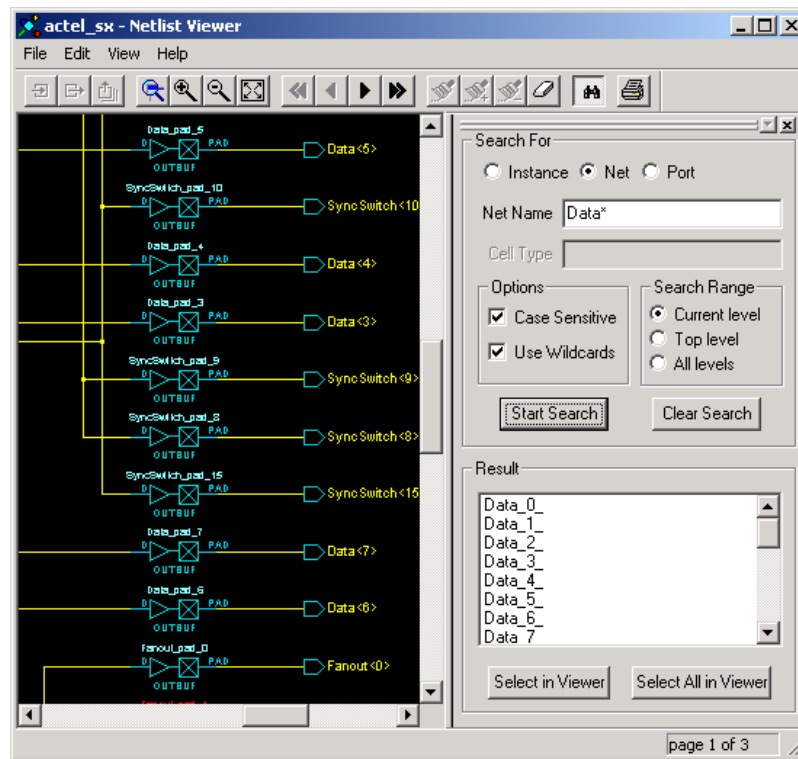 actel_sx - Netlist Viewer
File Edit View Help
Data_pad_5
D PAD
Data<5>
OUTBUF
SyncSwitch_pad_10
D PAD
SyncSwitch<10
OUTBUF
Data_pad_4
D PAD
Data<4>
OUTBUF
Data_pad_3
D PAD
Data<3>
OUTBUF
SyncSwitch_pad_9
D PAD
SyncSwitch<9>
OUTBUF
SyncSwitch_pad_8
D PAD
SyncSwitch<8>
OUTBUF
SyncSwitch_pad_15
D PAD
SyncSwitch<15
OUTBUF
Data_pad_7
D PAD
Data<7>
OUTBUF
Data_pad_6
D PAD
Data<6>
OUTBUF
Fanout_pad_0
D PAD
Fanout<0>
OUTBUF
Search For
Instance Net Port
Net Name Data*
Cell Type
Options
Case Sensitive
Use Wildcards
Search Range
Current level
Top level
All levels
Start Search Clear Search
Result
Data_0_
Data_1_
Data_2_
Data_3_
Data_4_
Data_5_
Data_6_
Data 7
Select in Viewer Select All in Viewer
page 1 of 3